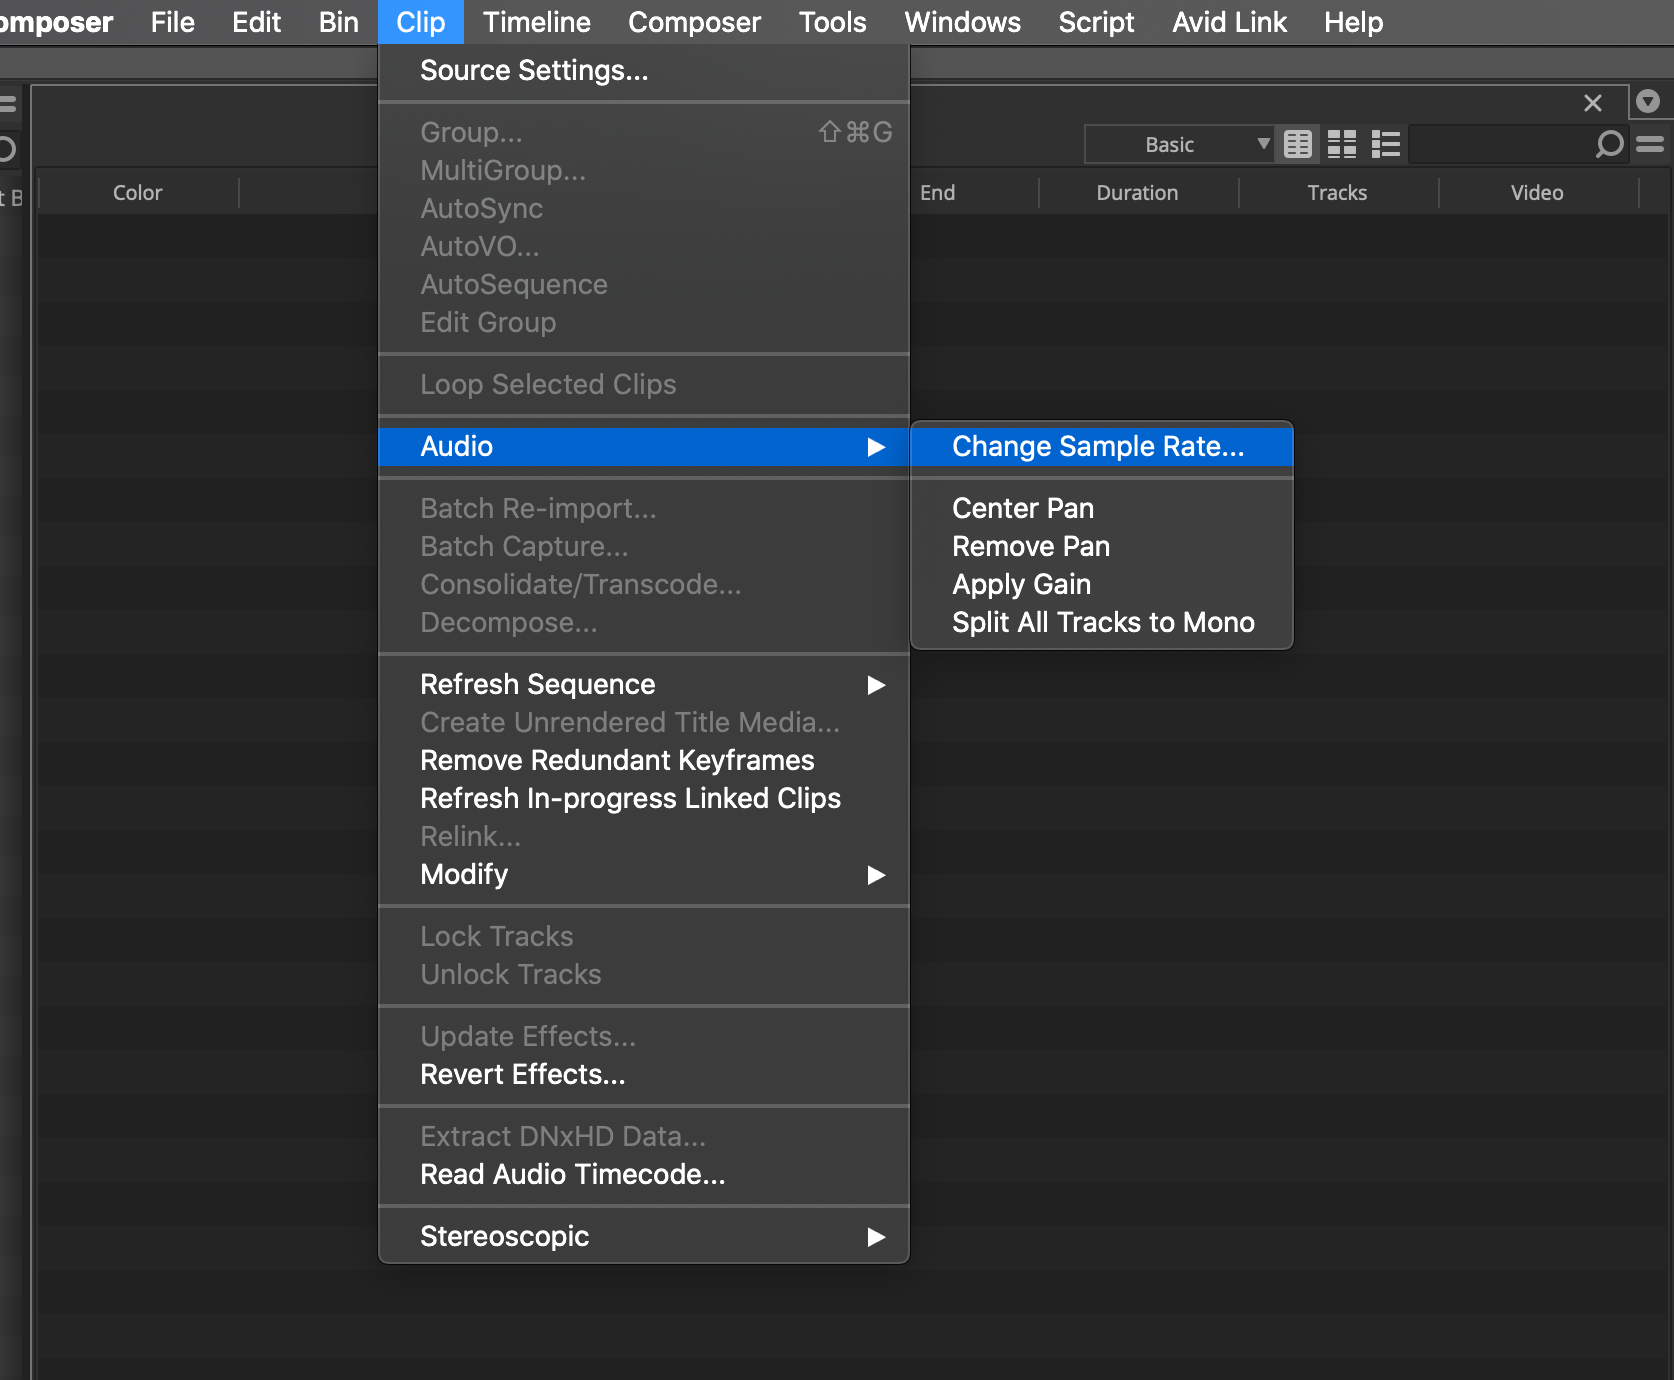 omposer File Edit Bin Clip Timeline Composer Tools Windows Script Avid Link Help
Source Settings...
Group... ⇧⌘G
MultiGroup...
AutoSync
AutoVO...
AutoSequence
Edit Group
Loop Selected Clips
Audio
Batch Re-import...
Batch Capture...
Consolidate/Transcode...
Decompose...
Refresh Sequence
Create Unrendered Title Media...
Remove Redundant Keyframes
Refresh In-progress Linked Clips
Relink...
Modify
Lock Tracks
Unlock Tracks
Update Effects...
Revert Effects...
Extract DNxHD Data...
Read Audio Timecode...
Stereoscopic
Change Sample Rate...
Center Pan
Remove Pan
Apply Gain
Split All Tracks to Mono
Basic
t B Color End Duration Tracks Video